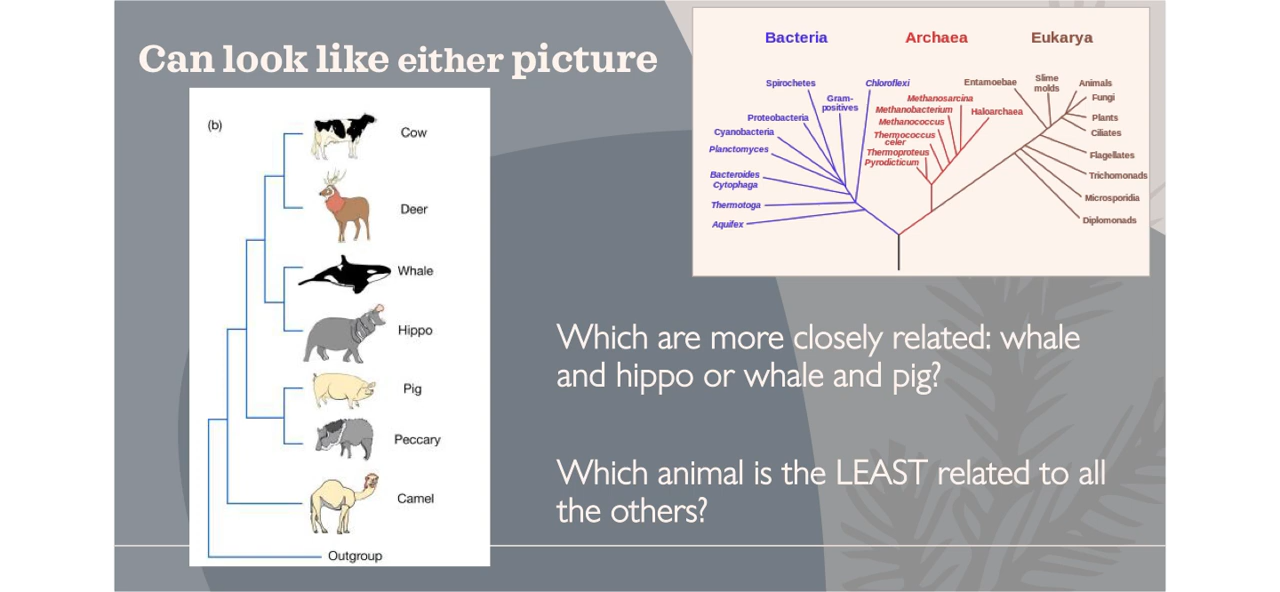 Can look like either picture
(b)
Cow
Deer
Whale
Hippo
Pig
Peccary
Camel
Outgroup
Bacteria Archaea Eukarya
Spirochetes
Gram-
positives
Chloroflexi
Proteobacteria
Cyanobacteria
Planctomyces
Bacteroides
Cytophaga
Thermotoga
Aquifex
Methanosarcina
Methanobacterium
Methanococcus
Haloarchaea
Thermococcus
celer
Thermoproteus
Pyrodicticum
Entamoebae
Slime
molds
Animals
Fungi
Plants
Ciliates
Flagellates
Trichomonads
Microsporidia
Diplomonads
Which are more closely related: whale
and hippo or whale and pig?
Which animal is the LEAST related to all
the others?